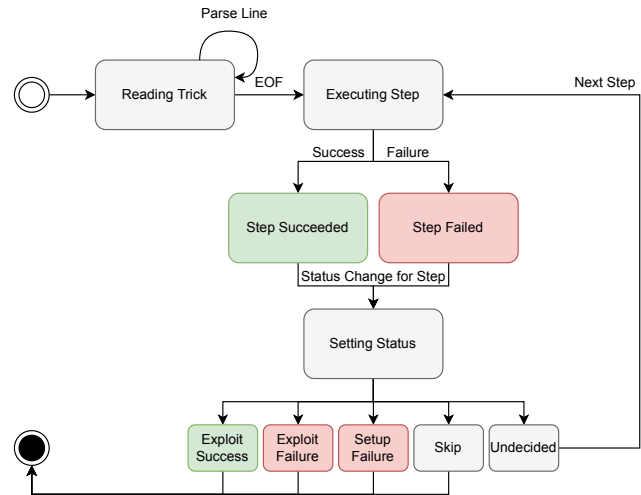 Parse Line
Reading Trick
EOF
Executing Step
Next Step
Success
Failure
Step Succeeded
Step Failed
Status Change for Step
Setting Status
Exploit
Success
Exploit
Failure
Setup
Failure
Skip
Undecided